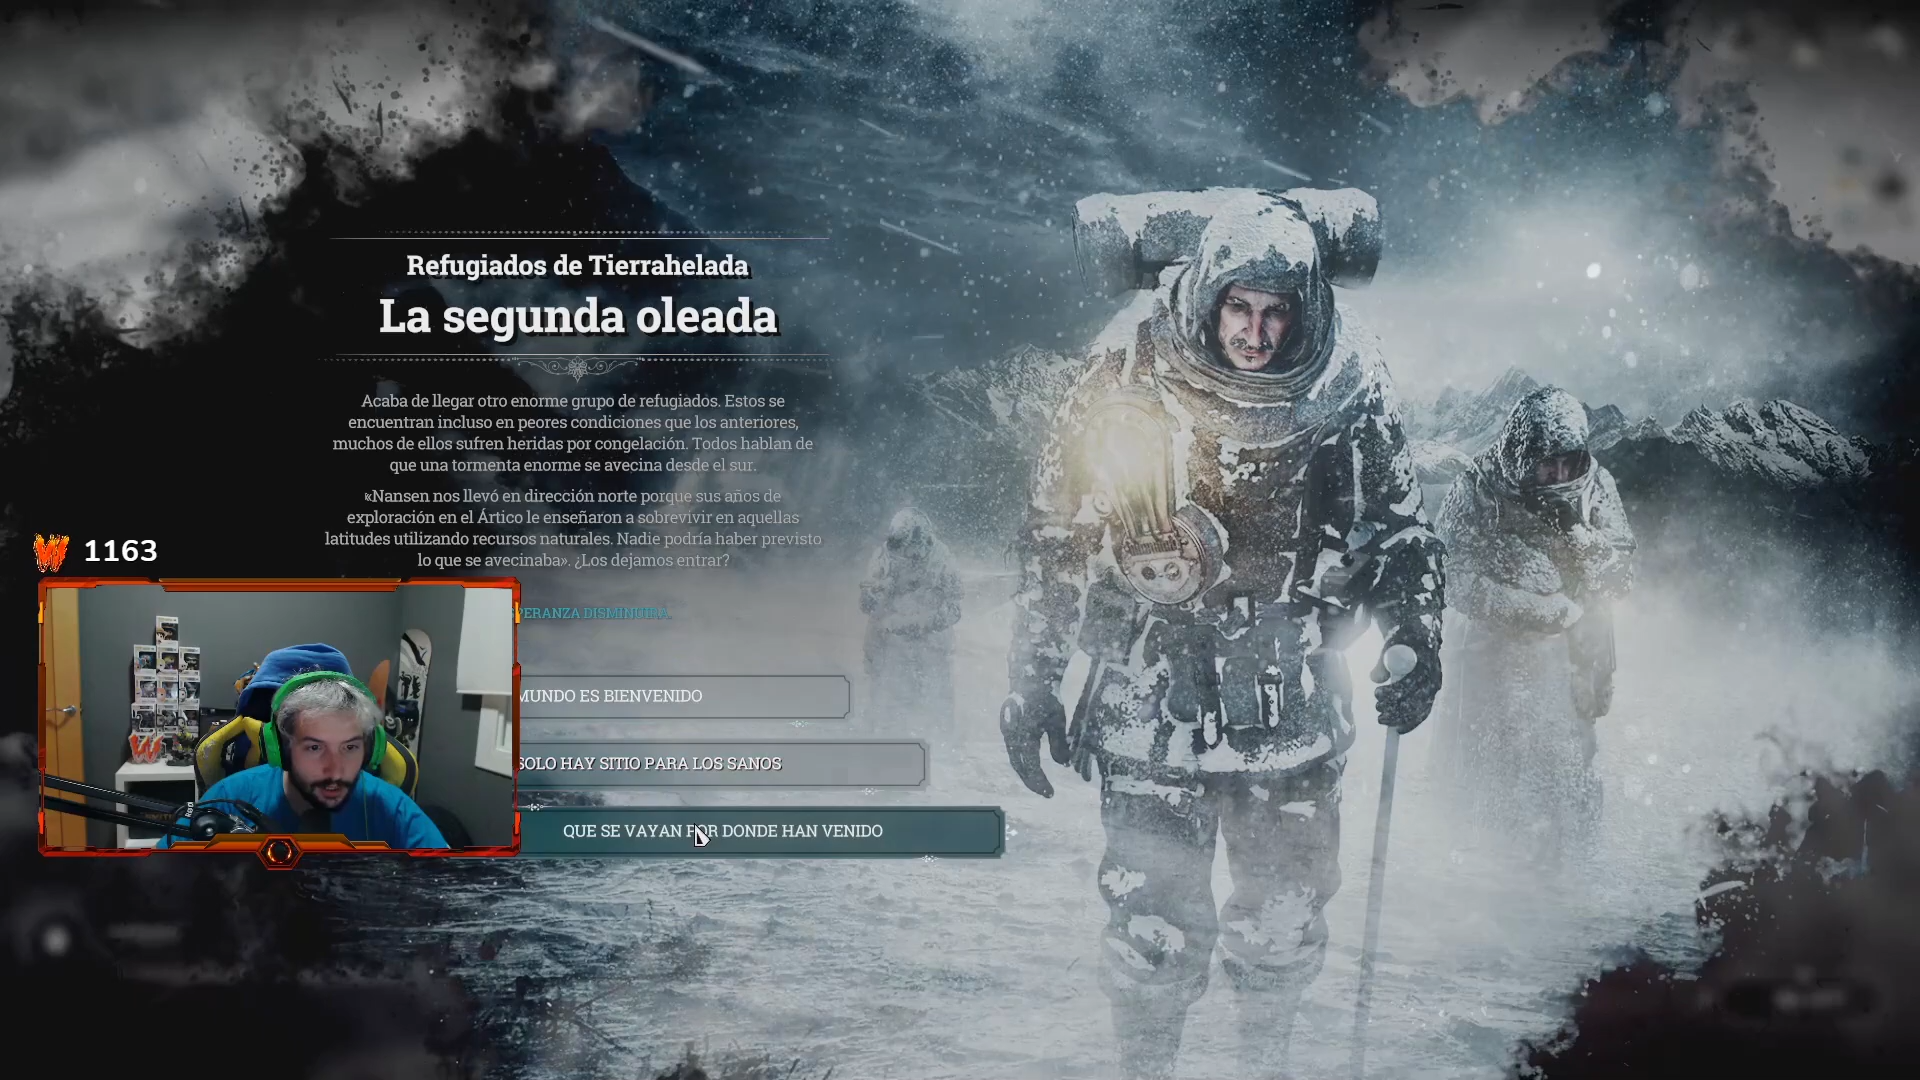 Refugiados de Tierrahelada
La segunda oleada
Acaba de llegar otro enorme grupo de refugiados. Estos se
encuentran incluso en peores condiciones que los anteriores,
muchos de ellos sufren heridas por congelación. Todos hablan de
que una tormenta enorme se avecina desde el sur.
«Nansen nos llevó en dirección norte porque sus años de
exploración en el Ártico le enseñaron a sobrevivir en aquellas
latitudes utilizando recursos naturales. Nadie podría haber previsto
lo que se avecinaba». ¿Los dejamos entrar?
1163
DISMINUIRÁ.
MUNDO ES BIENVENIDO
SOLO HAY SITIO PARA LOS SANOS
QUE SE VAYAN POR DONDE HAN VENIDO